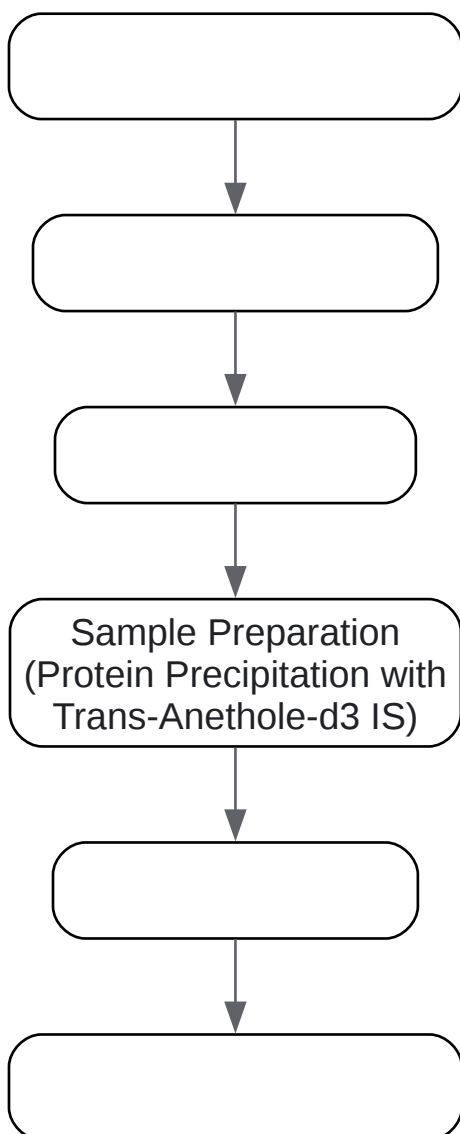 Sample Preparation
(Protein Precipitation with
Trans-Anethole-d3 IS)